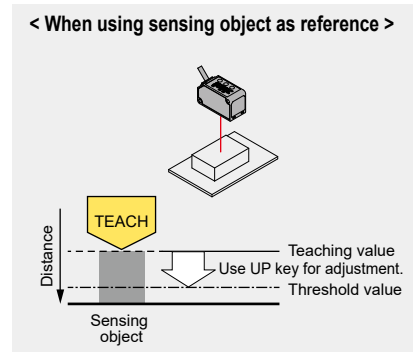 < When using sensing object as reference >
TEACH
Distance
Teaching value
Use UP key for adjustment.
Threshold value
Sensing
object